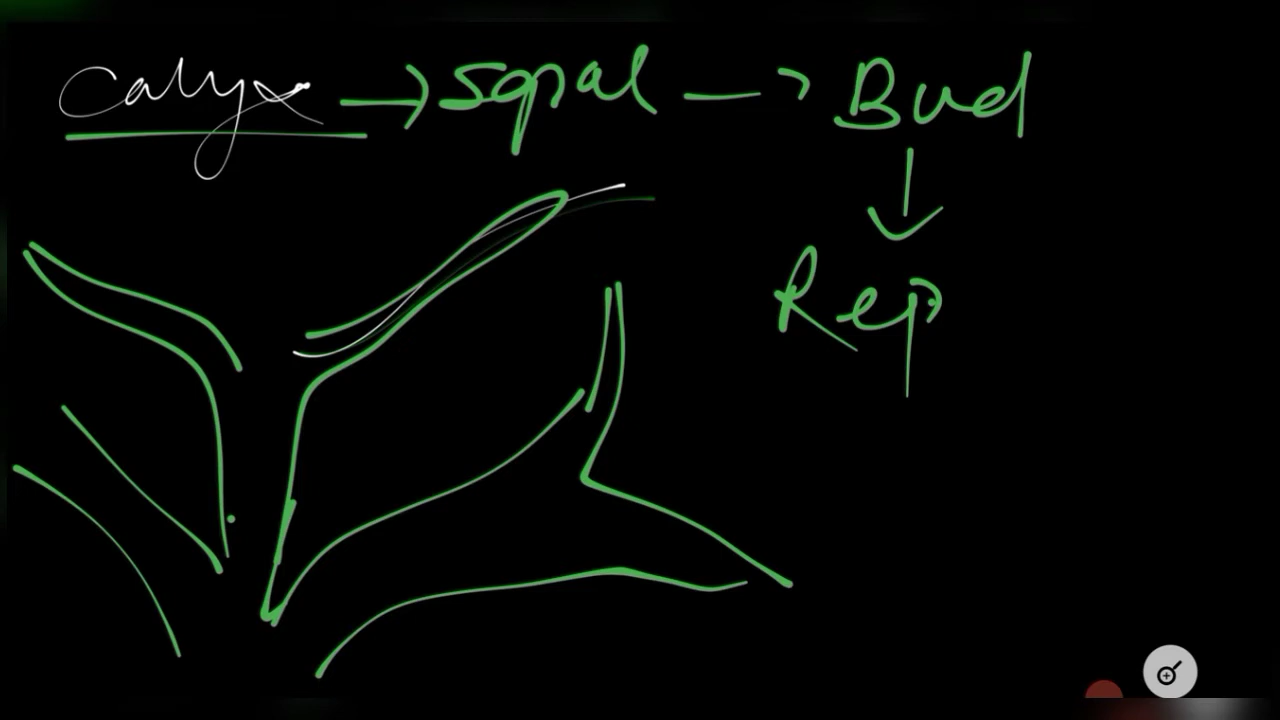 Calyx → Sepal → Bud
↓
Rep